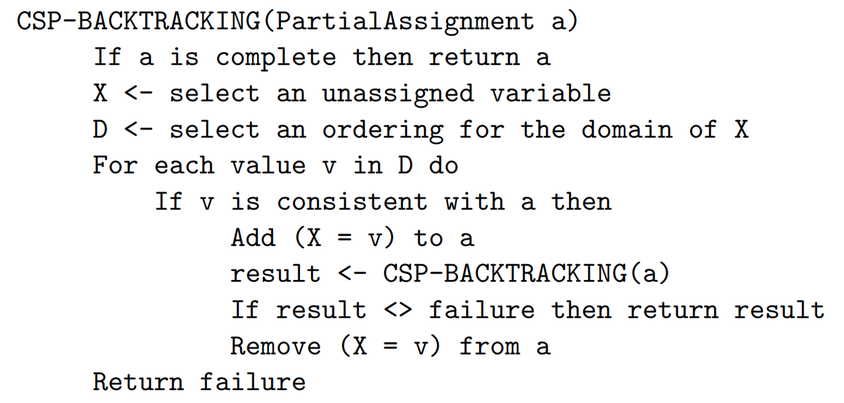 CSP-BACKTRACKING(PartialAssignment a)
If a is complete then return a
X <- select an unassigned variable
D <- select an ordering for the domain of X
For each value v in D do
If v is consistent with a then
Add (X = v) to a
result <- CSP-BACKTRACKING(a)
If result <> failure then return result
Remove (X = v) from a
Return failure